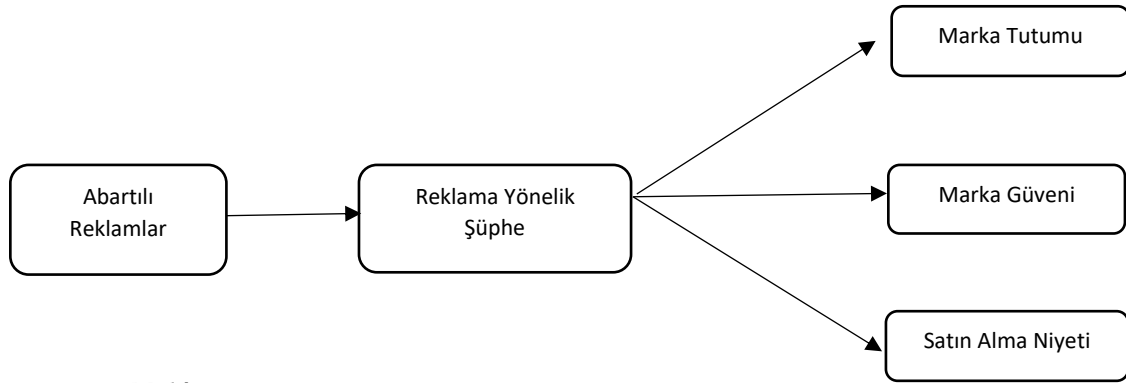 Marka Tutumu
Abartılı
Reklamlar
Reklama Yönelik
Şüphe
Marka Güveni
Satın Alma Niyeti